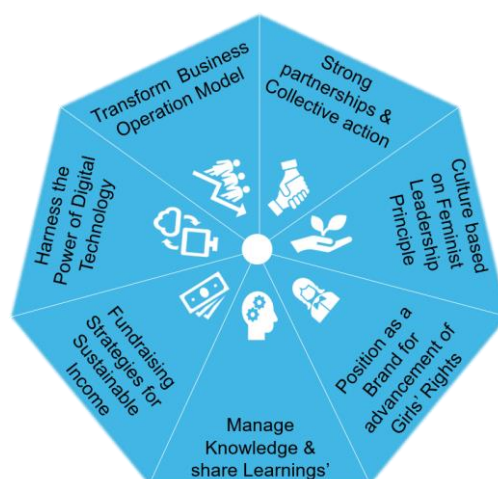 Transform Business
Operation Model
Strong
partnerships &
Collective action
Culture based
on Feminist
Leadership
Principle
Position as a
Brand for
advancement of
Girls' Rights
Manage
Knowledge &
share Learnings'
Fundraising
Strategies for
Sustainable
Income
Harness the
Power of Digital
Technology